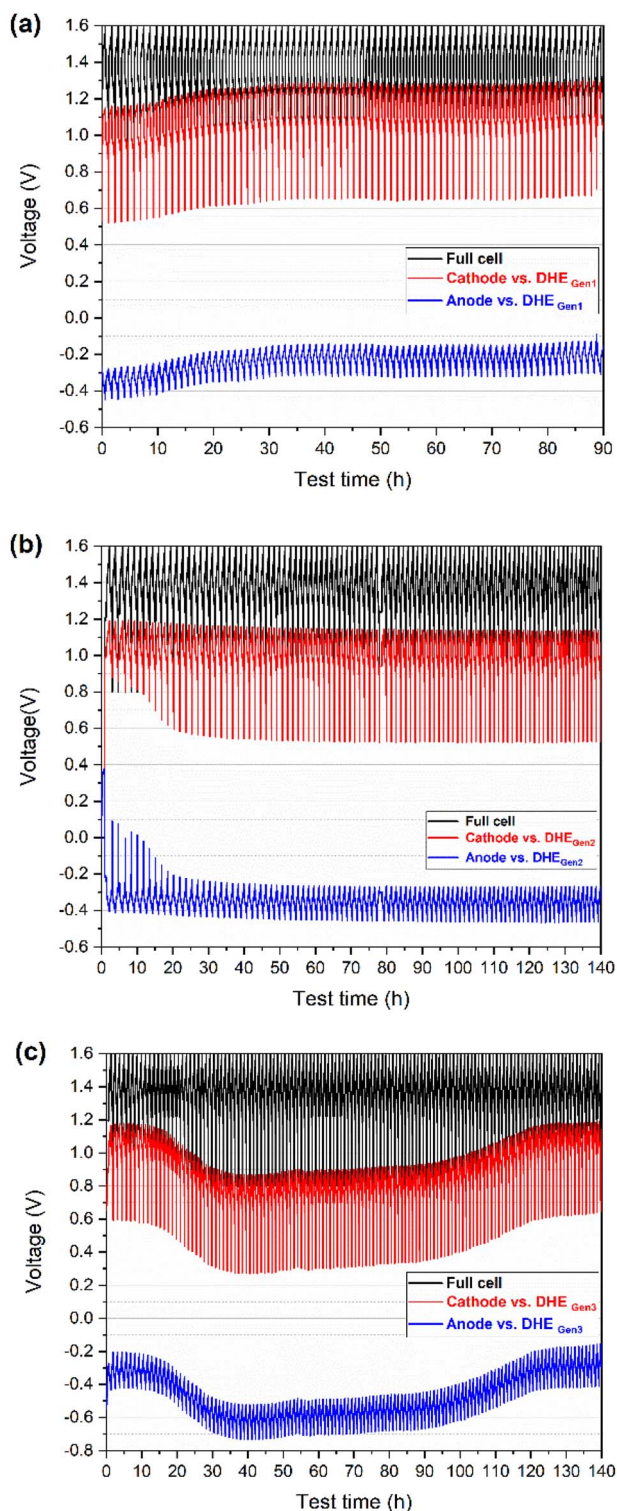 (a)
1.6
1.4
1.2
1.0
0.8
0.6
0.4
0.2
0.0
-0.2
-0.4
-0.6
Voltage (V)
Full cell
Cathode vs. DHE Gen1
Anode vs. DHE Gen1
0 10 20 30 40 50 60 70 80 90
Test time (h)
(b)
1.6
1.4
1.2
1.0
0.8
0.6
0.4
0.2
0.0
-0.2
-0.4
-0.6
Voltage(V)
Full cell
Cathode vs. DHEGen2
Anode vs. DHEGen2
0 10 20 30 40 50 60 70 80 90 100 110 120 130 140
Test time (h)
(c)
1.6
1.4
1.2
1.0
0.8
0.6
0.4
0.2
0.0
-0.2
-0.4
-0.6
-0.8
Voltage (V)
Full cell
Cathode vs. DHE Gen3
Anode vs. DHE Gen3
0 10 20 30 40 50 60 70 80 90 100 110 120 130 140
Test time (h)